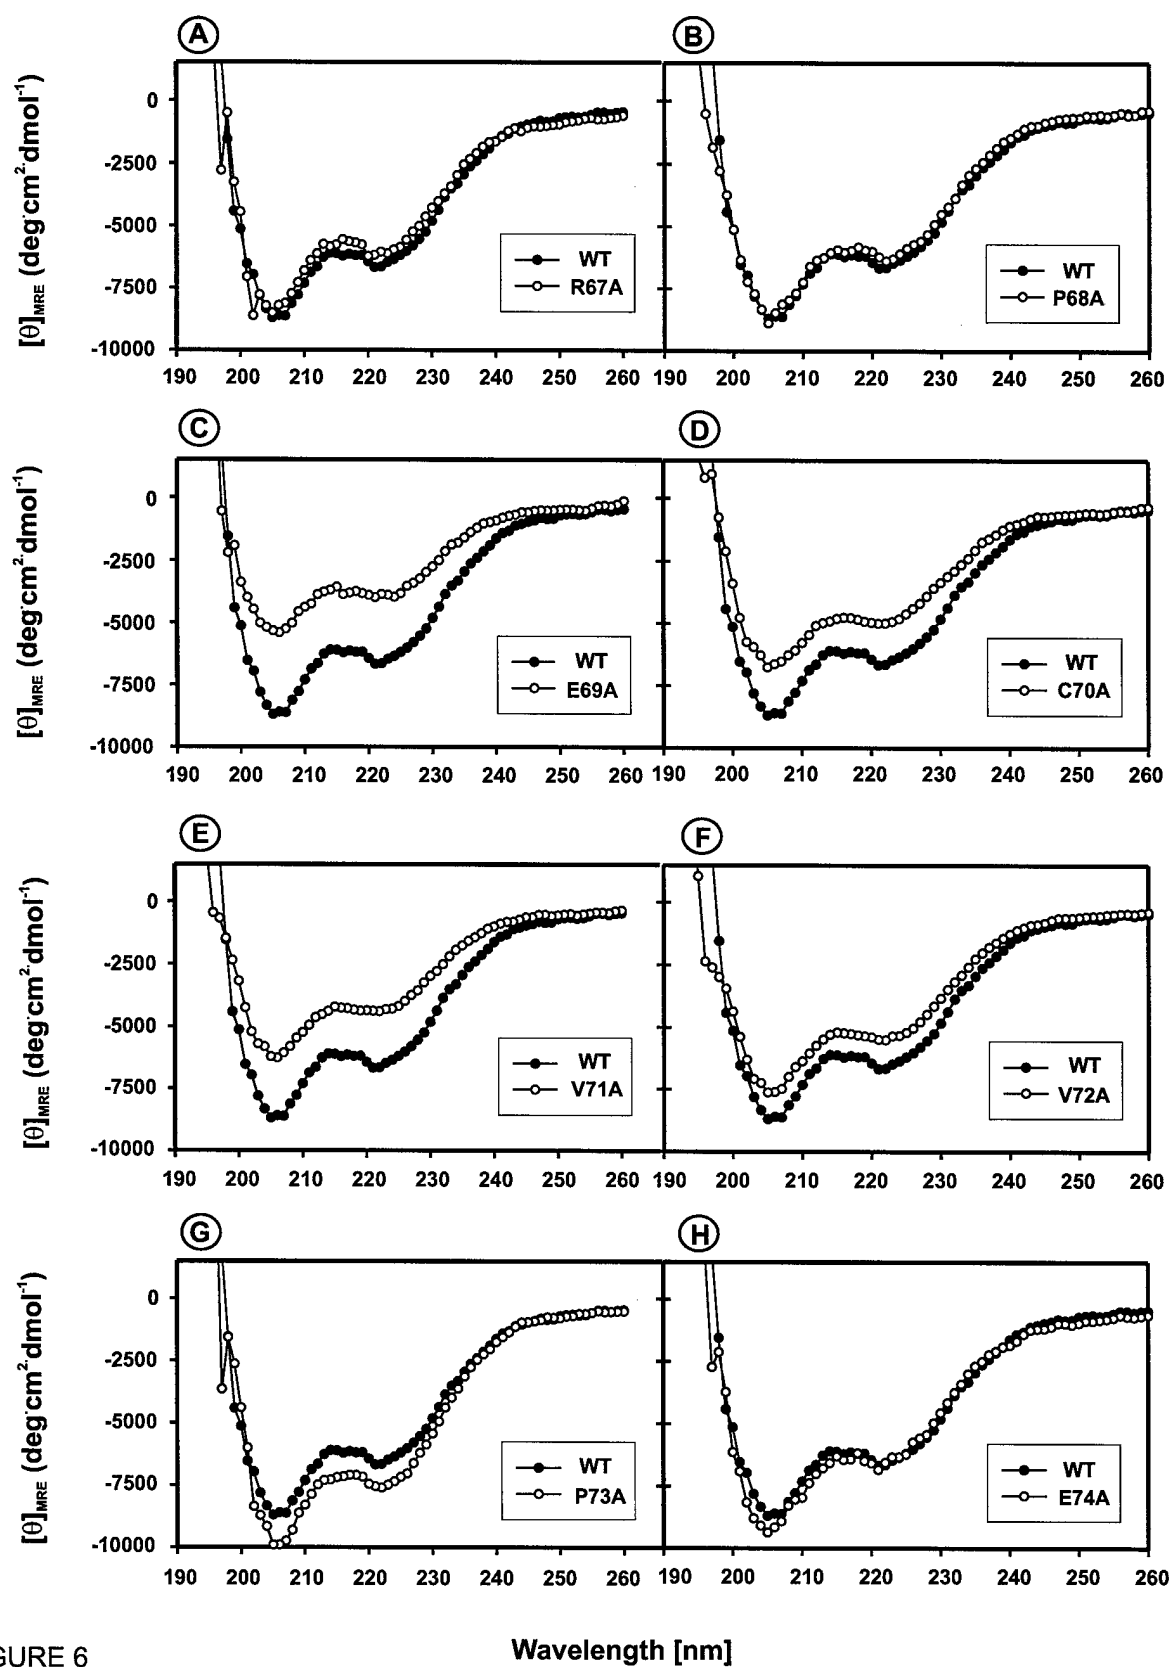 A
B
[θ]MRE (deg·cm²·dmol⁻¹)
0
-2500
-5000
-7500
-10000
WT
R67A
WT
P68A
190 200 210 220 230 240 250 260
190 200 210 220 230 240 250 260
C
D
[θ]MRE (deg·cm²·dmol⁻¹)
0
-2500
-5000
-7500
-10000
WT
E69A
WT
C70A
190 200 210 220 230 240 250 260
190 200 210 220 230 240 250 260
E
F
[θ]MRE (deg·cm²·dmol⁻¹)
0
-2500
-5000
-7500
-10000
WT
V71A
WT
V72A
190 200 210 220 230 240 250 260
190 200 210 220 230 240 250 260
G
H
[θ]MRE (deg·cm²·dmol⁻¹)
0
-2500
-5000
-7500
-10000
WT
P73A
WT
E74A
190 200 210 220 230 240 250 260
190 200 210 220 230 240 250 260
Wavelength [nm]
GURE 6